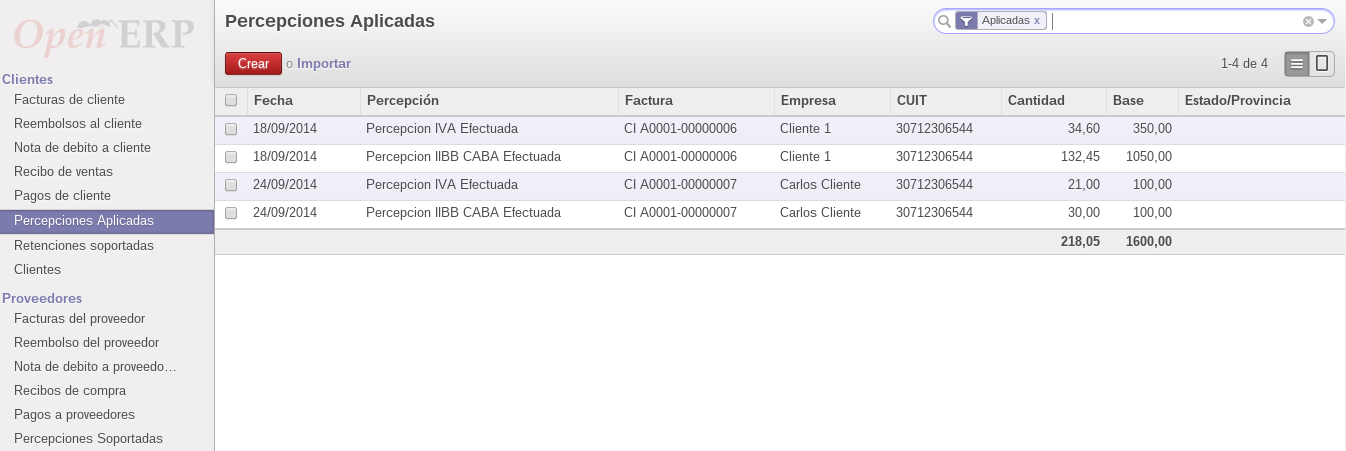 Open ERP
Clientes
Facturas de cliente
Reembolsos al cliente
Nota de debito a cliente
Recibo de ventas
Pagos de cliente
Percepciones Aplicadas
Retenciones soportadas
Clientes
Proveedores
Facturas del proveedor
Reembolso del proveedor
Nota de debito a proveedo…
Recibos de compra
Pagos a proveedores
Percepciones Soportadas
Percepciones Aplicadas
Aplicadas x
Crear o Importar
1-4 de 4
Fecha Percepción Factura Empresa CUIT Cantidad Base Estado/Provincia
18/09/2014 Percepcion IVA Efectuada CI A0001-00000006 Cliente 1 30712306544 34,60 350,00
18/09/2014 Percepcion IIBB CABA Efectuada CI A0001-00000006 Cliente 1 30712306544 132,45 1050,00
24/09/2014 Percepcion IVA Efectuada CI A0001-00000007 Carlos Cliente 30712306544 21,00 100,00
24/09/2014 Percepcion IIBB CABA Efectuada CI A0001-00000007 Carlos Cliente 30712306544 30,00 100,00
218,05 1600,00